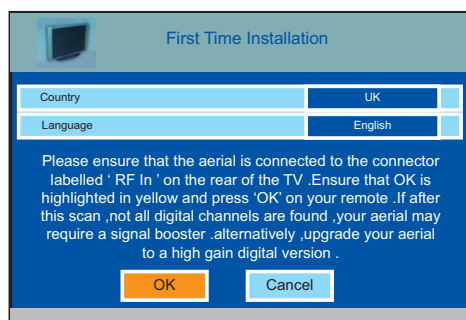 First Time Installation
Country UK
Language English
Please ensure that the aerial is connected to the connector
labelled ‘ RF In ’ on the rear of the TV .Ensure that OK is
highlighted in yellow and press ‘OK’ on your remote .If after
this scan ,not all digital channels are found ,your aerial may
require a signal booster .alternatively ,upgrade your aerial
to a high gain digital version .
OK Cancel